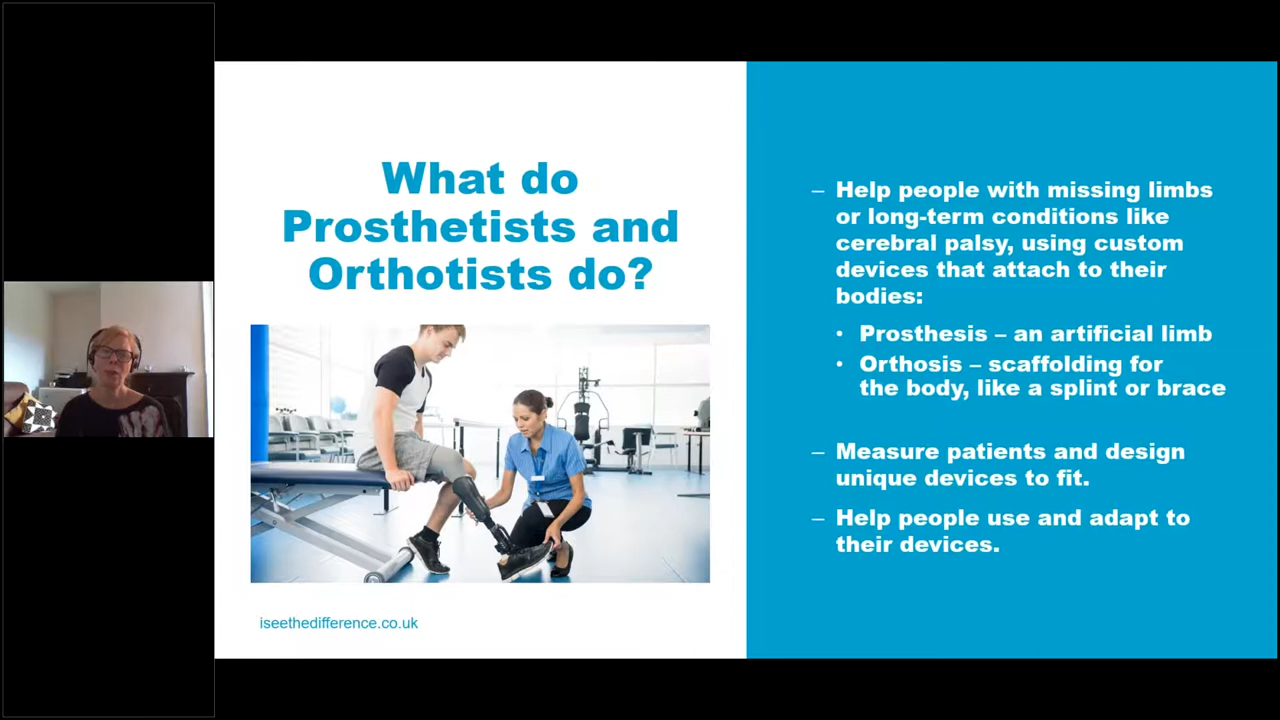 What do
Prosthetists and
Orthotists do?
iseethedifference.co.uk
– Help people with missing limbs
or long-term conditions like
cerebral palsy, using custom
devices that attach to their
bodies:
• Prosthesis – an artificial limb
• Orthosis – scaffolding for
the body, like a splint or brace
– Measure patients and design
unique devices to fit.
– Help people use and adapt to
their devices.